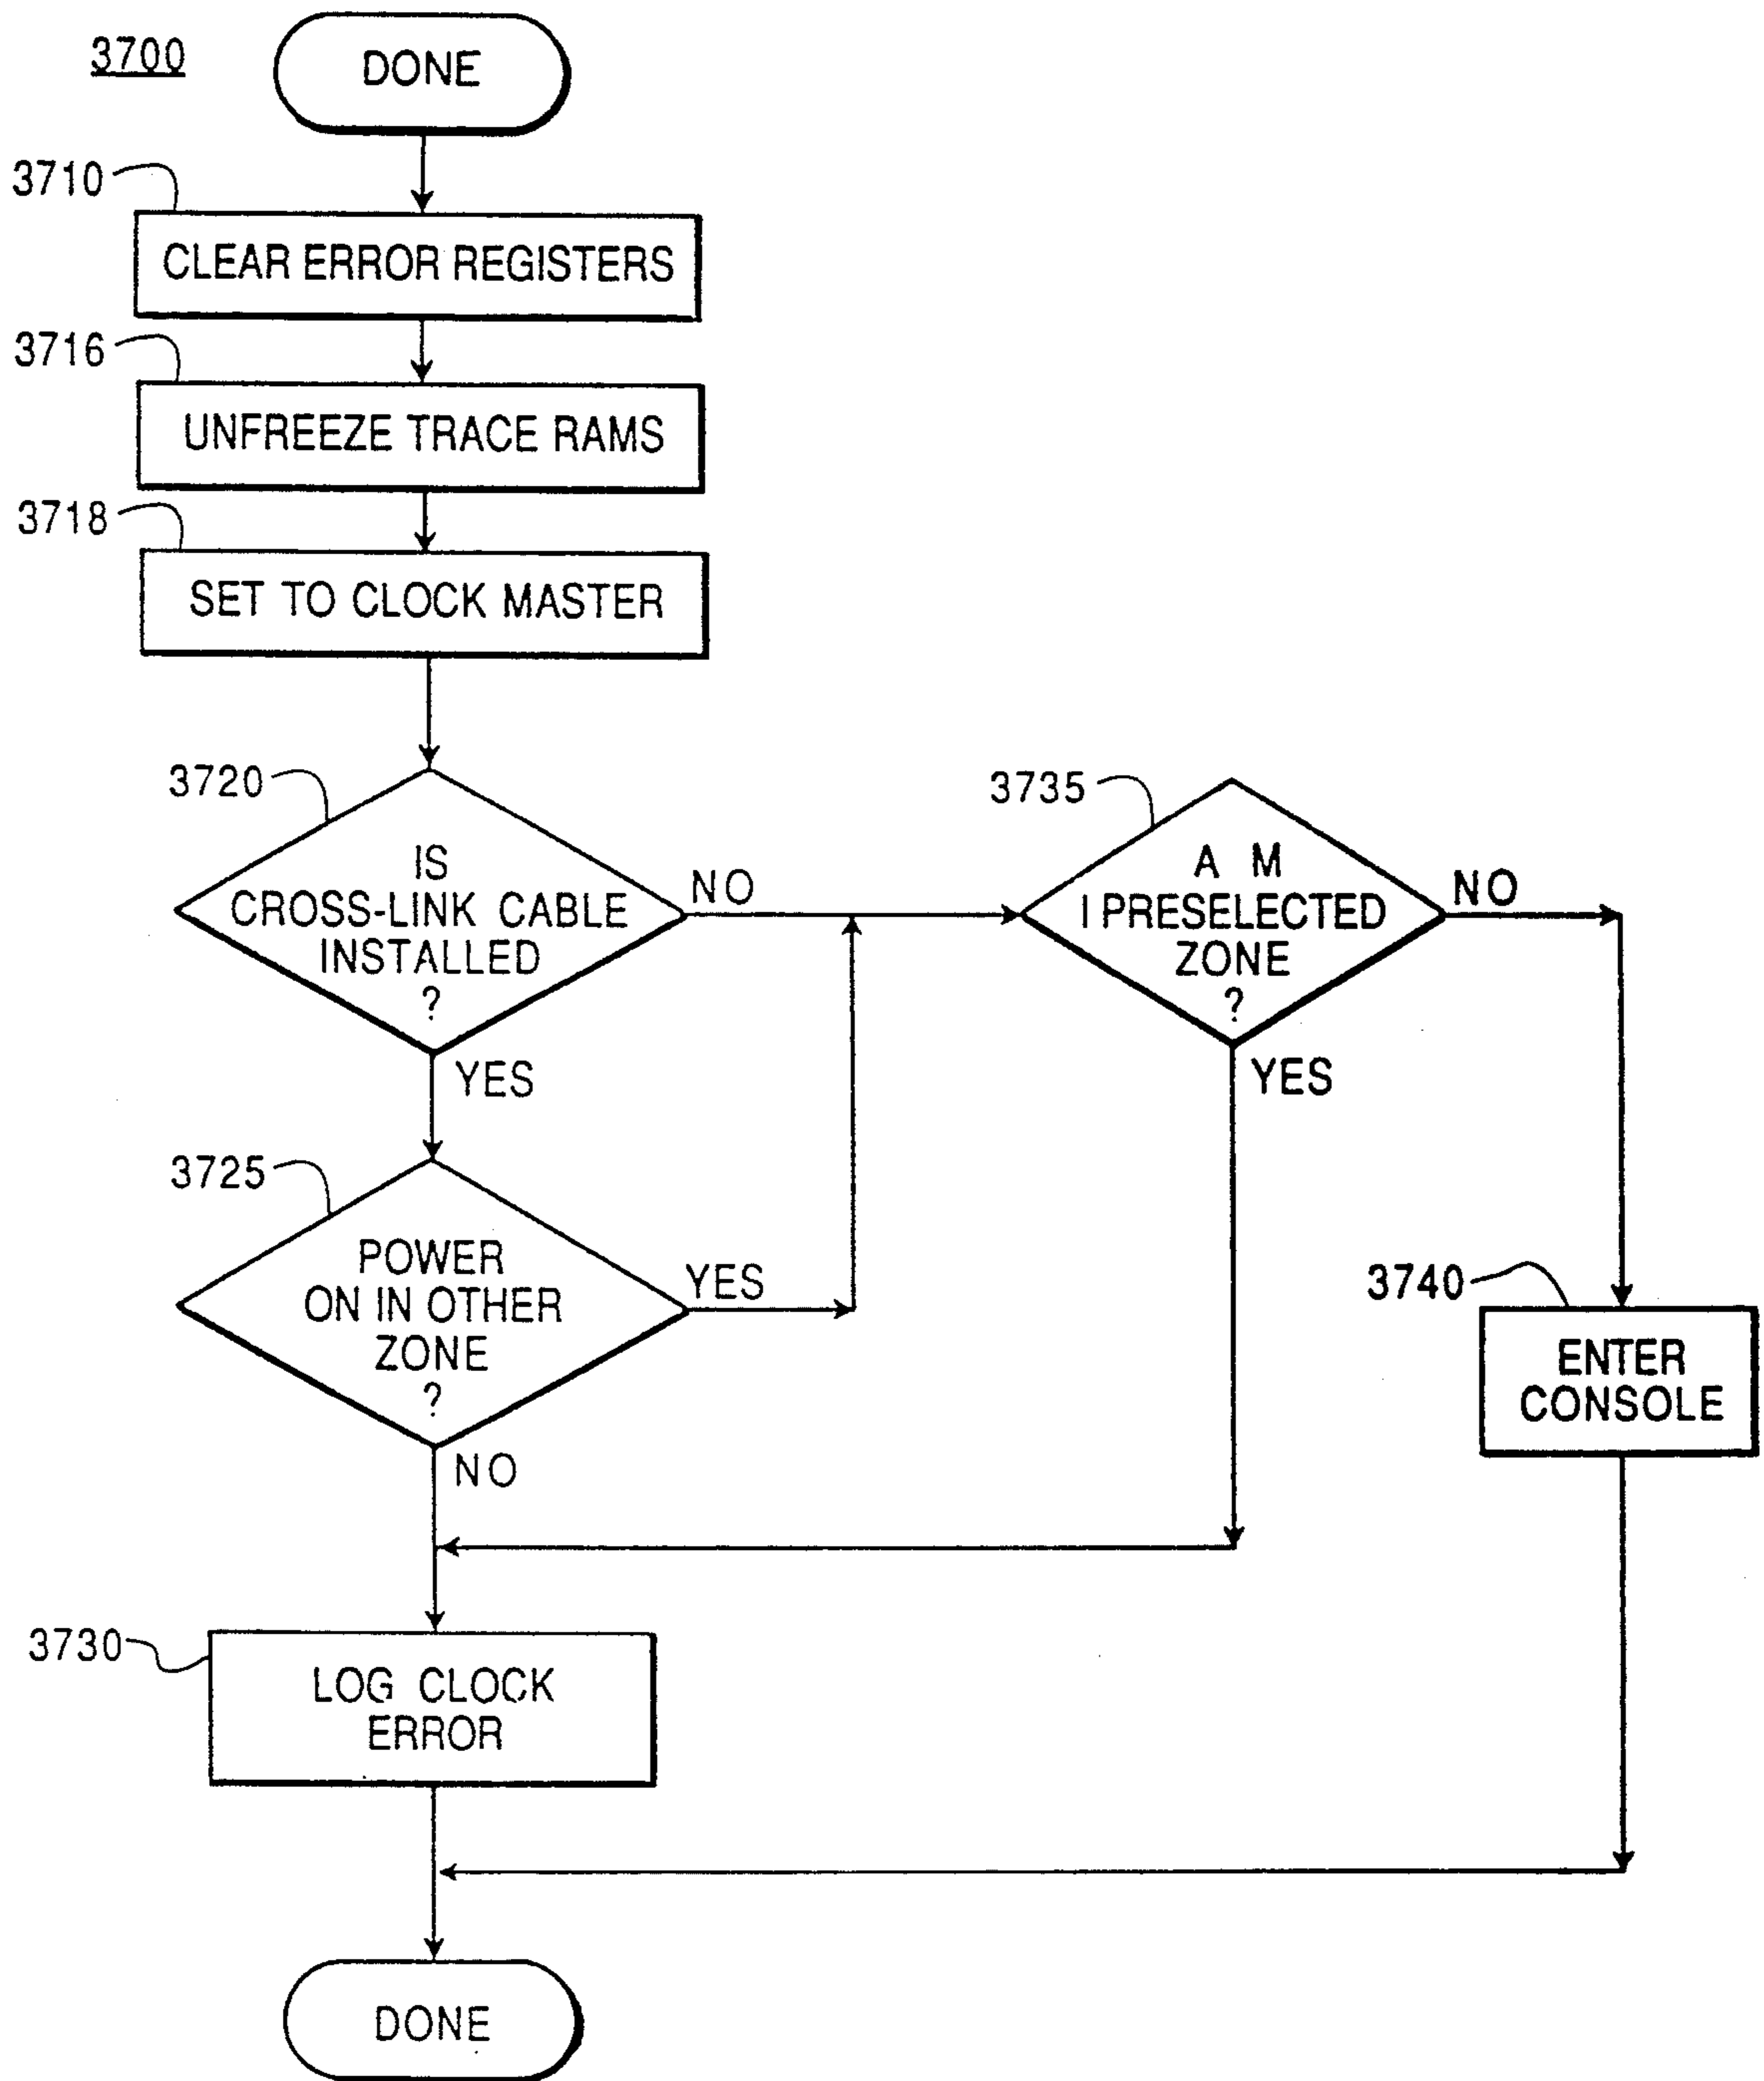 3700
DONE
3710
CLEAR ERROR REGISTERS
3716
UNFREEZE TRACE RAMS
3718
SET TO CLOCK MASTER
3720
IS
CROSS-LINK CABLE
INSTALLED
?
NO
YES
3735
A M
I PRESELECTED
ZONE
?
NO
YES
3725
POWER
ON IN OTHER
ZONE
?
YES
NO
3740
ENTER
CONSOLE
3730
LOG CLOCK
ERROR
DONE